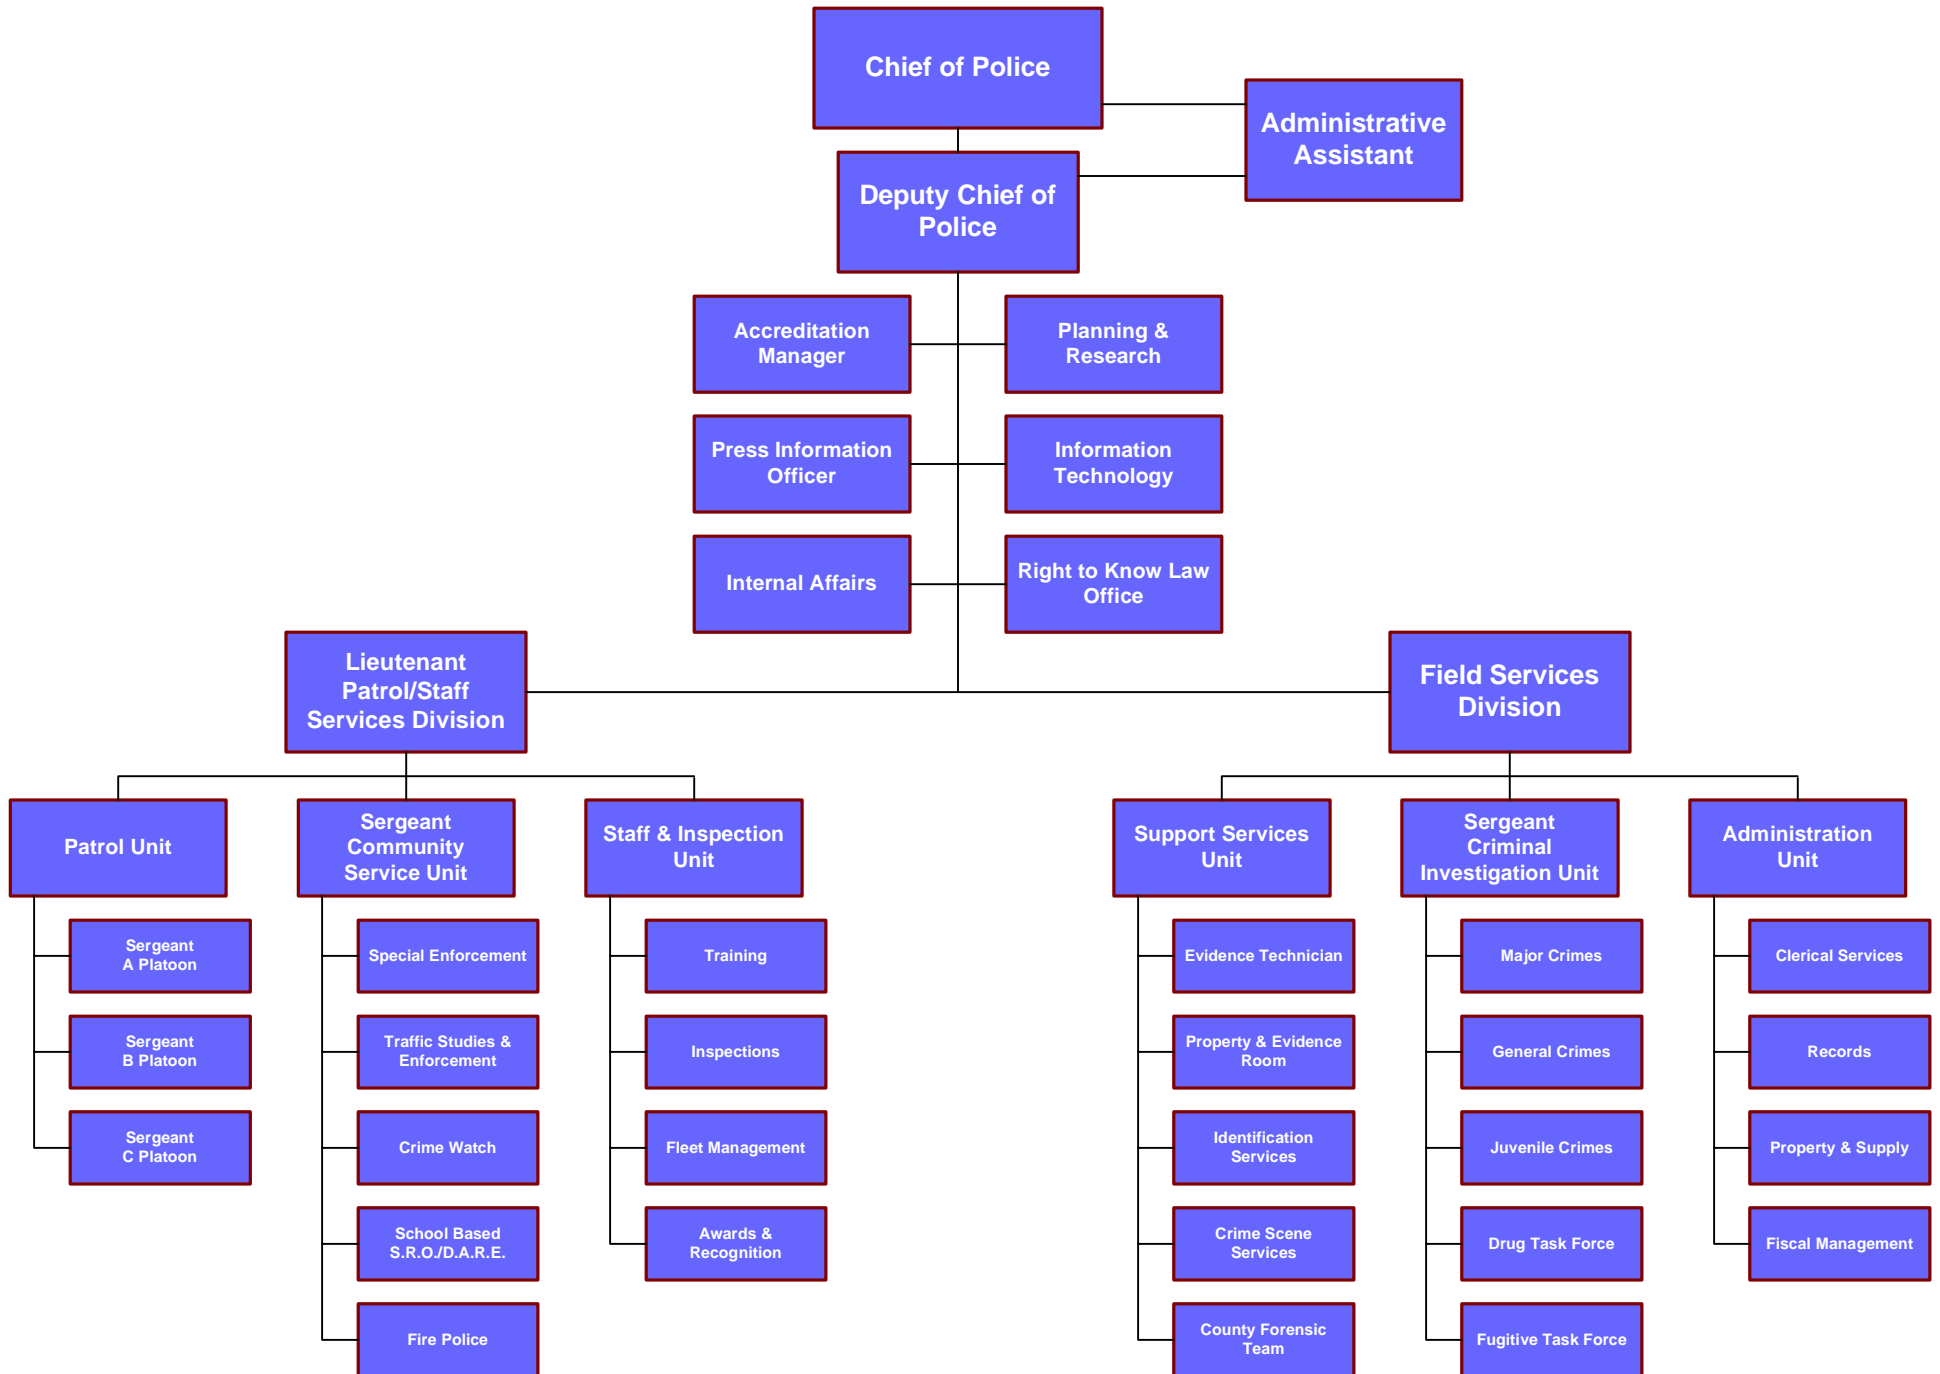 Chief of Police
Administrative
Assistant
Deputy Chief of
Police
Accreditation
Manager
Planning &
Research
Press Information
Officer
Information
Technology
Internal Affairs
Right to Know Law
Office
Lieutenant
Patrol/Staff
Services Division
Field Services
Division
Patrol Unit
Sergeant
Community
Service Unit
Staff & Inspection
Unit
Support Services
Unit
Sergeant
Criminal
Investigation Unit
Administration
Unit
Sergeant
A Platoon
Special Enforcement
Training
Evidence Technician
Major Crimes
Clerical Services
Sergeant
B Platoon
Traffic Studies &
Enforcement
Inspections
Property & Evidence
Room
General Crimes
Records
Sergeant
C Platoon
Crime Watch
Fleet Management
Identification
Services
Juvenile Crimes
Property & Supply
School Based
S.R.O./D.A.R.E.
Awards &
Recognition
Crime Scene
Services
Drug Task Force
Fiscal Management
Fire Police
County Forensic
Team
Fugitive Task Force